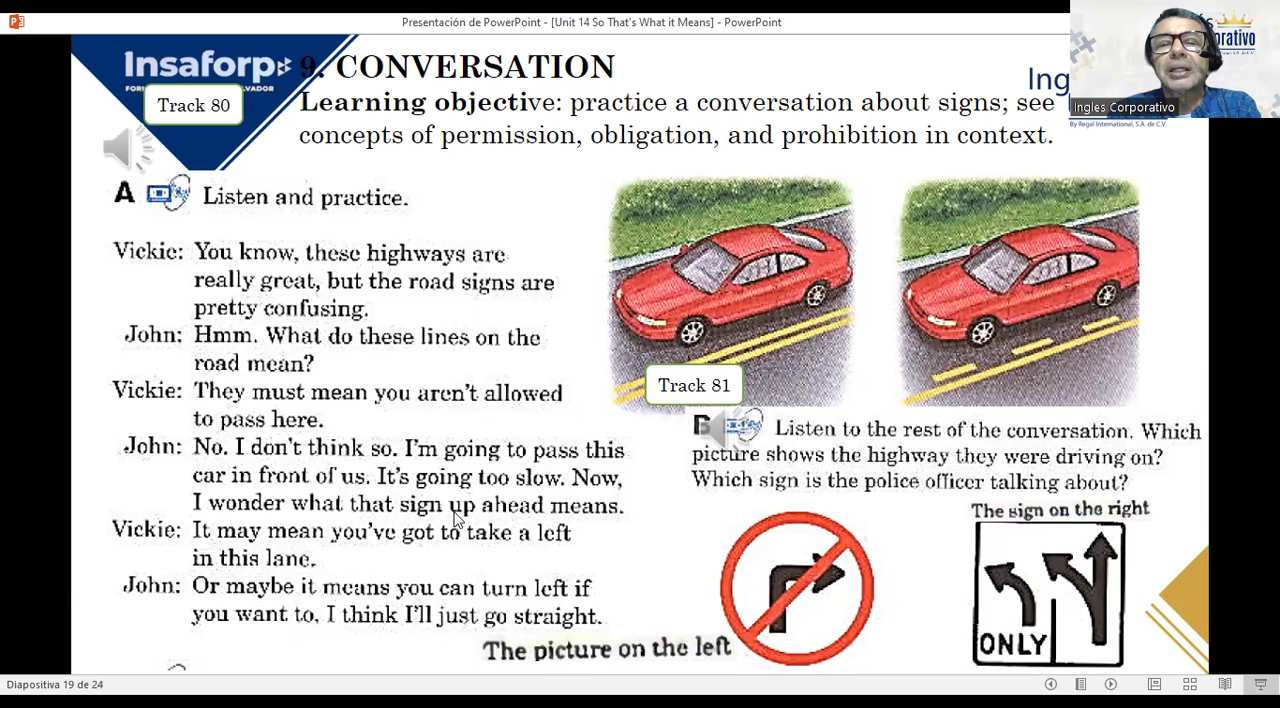 Presentación de PowerPoint - [Unit 14 So That's What it Means] - PowerPoint
Insaforp
Track 80
9. CONVERSATION
Learning objective: practice a conversation about signs; see
concepts of permission, obligation, and prohibition in context.
Ing
Ingles Corporativo
By Regal International, S.A. de C.V.
A Listen and practice.
Vickie: You know, these highways are
really great, but the road signs are
pretty confusing.
John: Hmm. What do these lines on the
road mean?
Vickie: They must mean you aren't allowed
to pass here.
John: No. I don't think so. I'm going to pass this
car in front of us. It's going too slow. Now,
I wonder what that sign up ahead means.
Vickie: It may mean you've got to take a left
in this lane.
John: Or maybe it means you can turn left if
you want to. I think I'll just go straight.
Track 81
B Listen to the rest of the conversation. Which
picture shows the highway they were driving on?
Which sign is the police officer talking about?
The sign on the right
ONLY
The picture on the left
Diapositiva 19 de 24